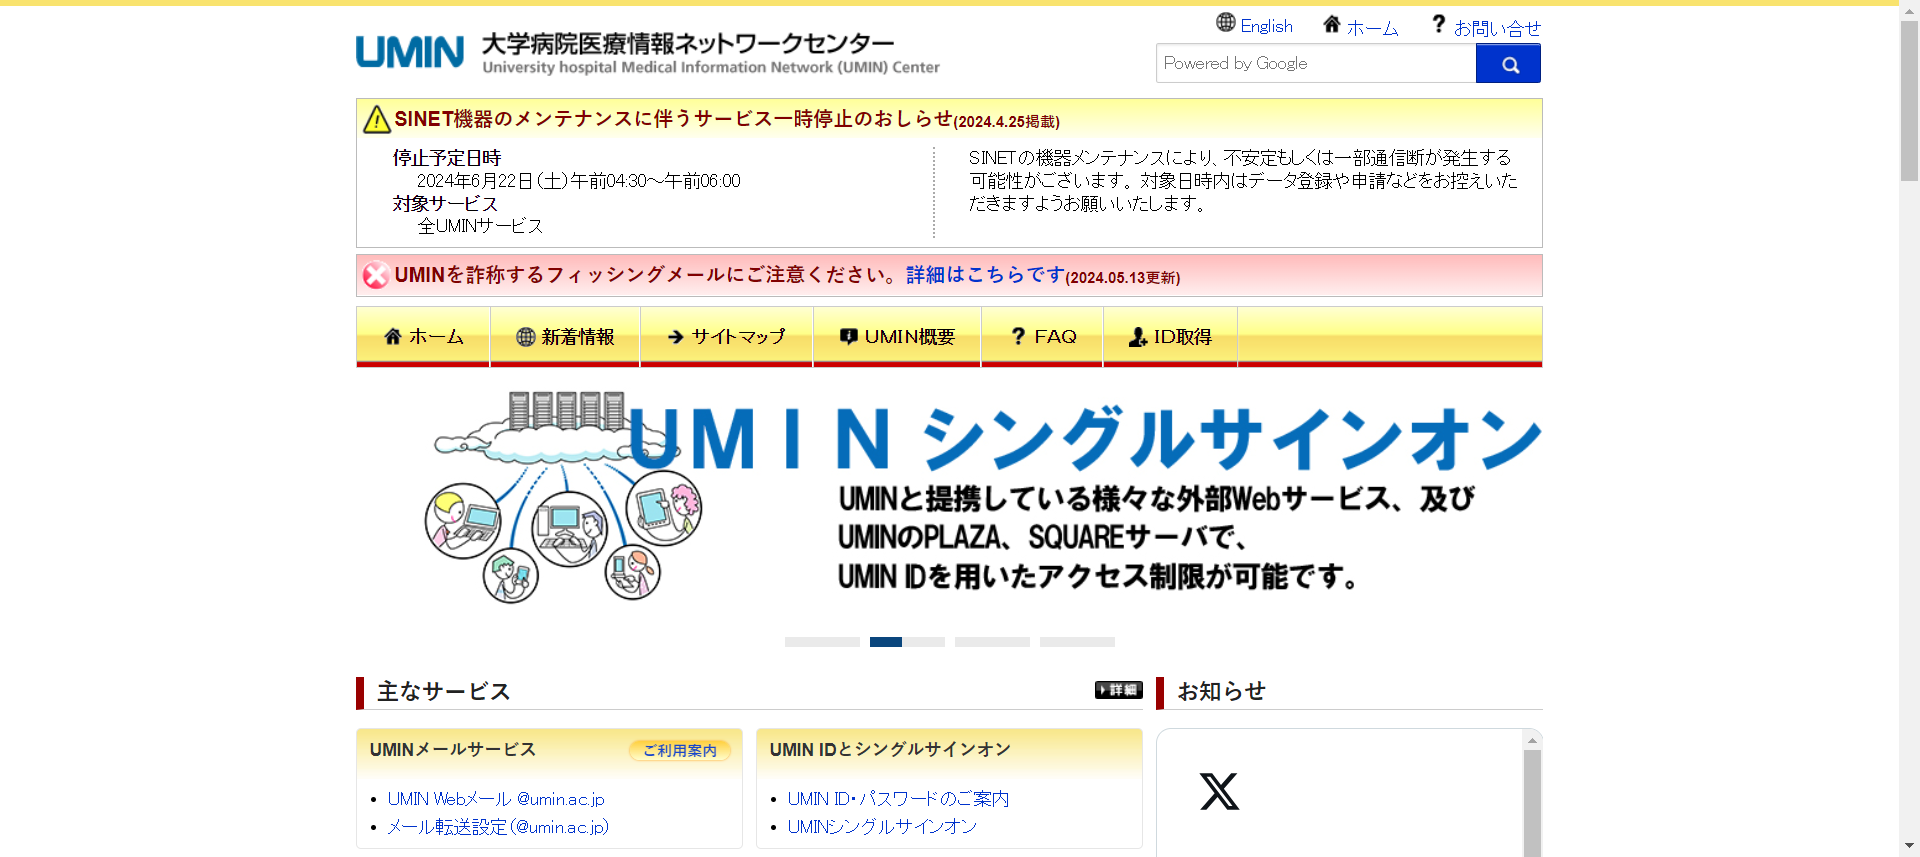 English ホーム お問い合せ
UMIN 大学病院医療情報ネットワークセンター
University hospital Medical Information Network (UMIN) Center
Powered by Google
SINET機器のメンテナンスに伴うサービス一時停止のおしらせ(2024.4.25掲載)
停止予定日時
2024年6月22日(土)午前04:30～午前06:00
対象サービス
全UMINサービス
SINETの機器メンテナンスにより、不安定もしくは一部通信断が発生する
可能性がございます。対象日時内はデータ登録や申請などをお控えいた
だきますようお願いいたします。
UMINを詐称するフィッシングメールにご注意ください。詳細はこちらです(2024.05.13更新)
ホーム 新着情報 サイトマップ UMIN概要 FAQ ID取得
UMIN シングルサインオン
UMINと提携している様々な外部Webサービス、及び
UMINのPLAZA、SQUAREサーバで、
UMIN IDを用いたアクセス制限が可能です。
主なサービス 詳細
お知らせ
UMINメールサービス ご利用案内
UMIN Webメール @umin.ac.jp
メール転送設定(@umin.ac.jp)
UMIN IDとシングルサインオン
UMIN ID・パスワードのご案内
UMINシングルサインオン